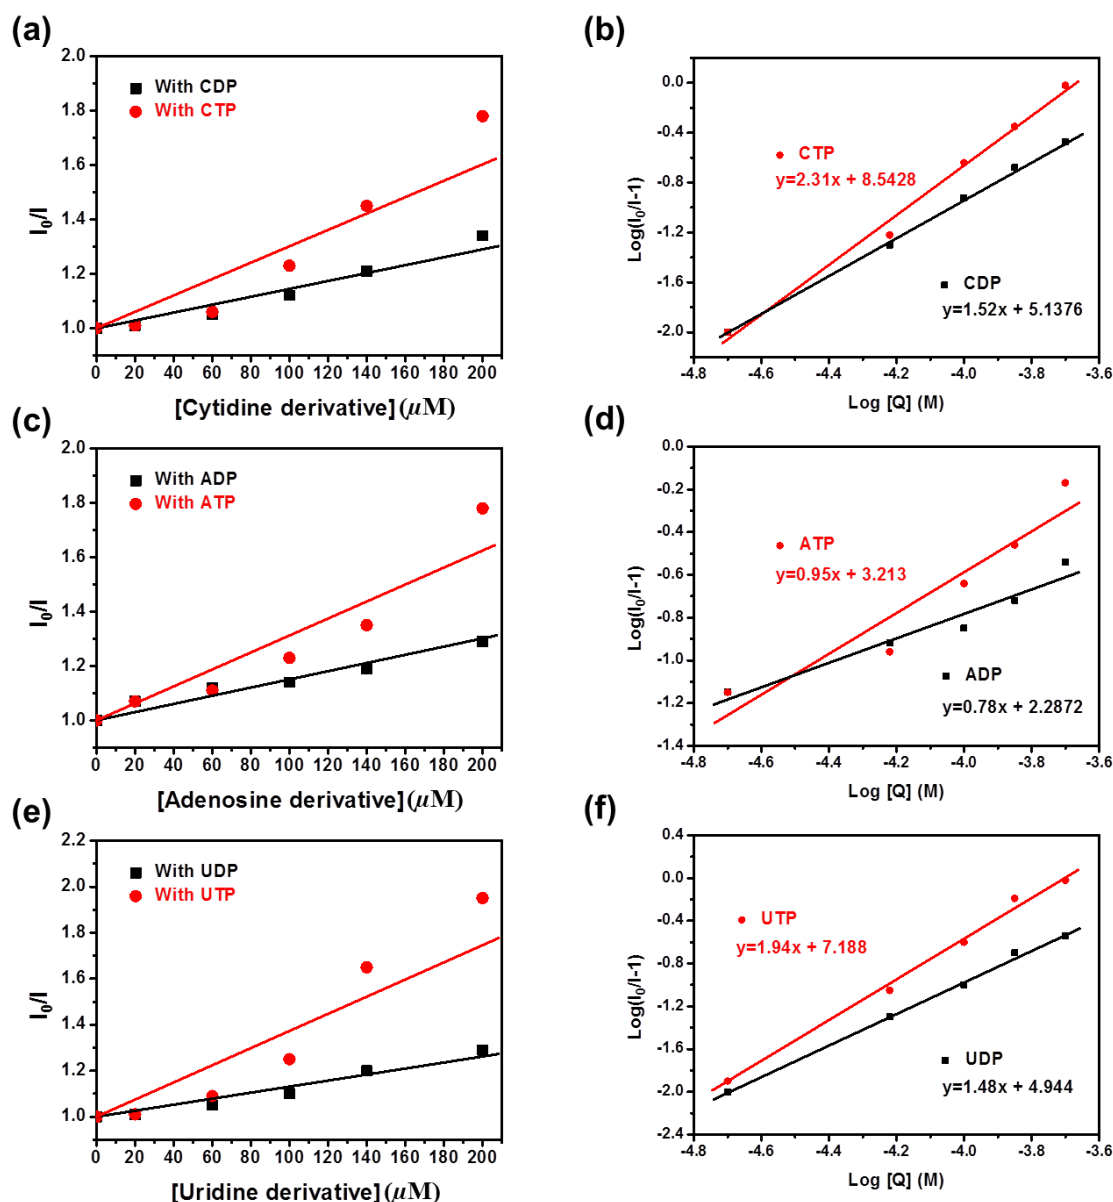 (a)
2.0
1.8
1.6
1.4
1.2
1.0
I₀/I
With CDP
With CTP
0 20 40 60 80 100 120 140 160 180 200
[Cytidine derivative] (μM)
(b)
0.0
-0.4
-0.8
-1.2
-1.6
-2.0
Log(I₀/I-1)
CTP
y=2.31x + 8.5428
CDP
y=1.52x + 5.1376
-4.8 -4.6 -4.4 -4.2 -4.0 -3.8 -3.6
Log [Q] (M)
(c)
2.0
1.8
1.6
1.4
1.2
1.0
I₀/I
With ADP
With ATP
0 20 40 60 80 100 120 140 160 180 200
[Adenosine derivative] (μM)
(d)
0.0
-0.2
-0.4
-0.6
-0.8
-1.0
-1.2
-1.4
Log(I₀/I-1)
ATP
y=0.95x + 3.213
ADP
y=0.78x + 2.2872
-4.8 -4.6 -4.4 -4.2 -4.0 -3.8 -3.6
Log [Q] (M)
(e)
2.2
2.0
1.8
1.6
1.4
1.2
1.0
I₀/I
With UDP
With UTP
0 20 40 60 80 100 120 140 160 180 200
[Uridine derivative] (μM)
(f)
0.4
0.0
-0.4
-0.8
-1.2
-1.6
-2.0
-2.4
Log(I₀/I-1)
UTP
y=1.94x + 7.188
UDP
y=1.48x + 4.944
-4.8 -4.6 -4.4 -4.2 -4.0 -3.8 -3.6
Log [Q] (M)